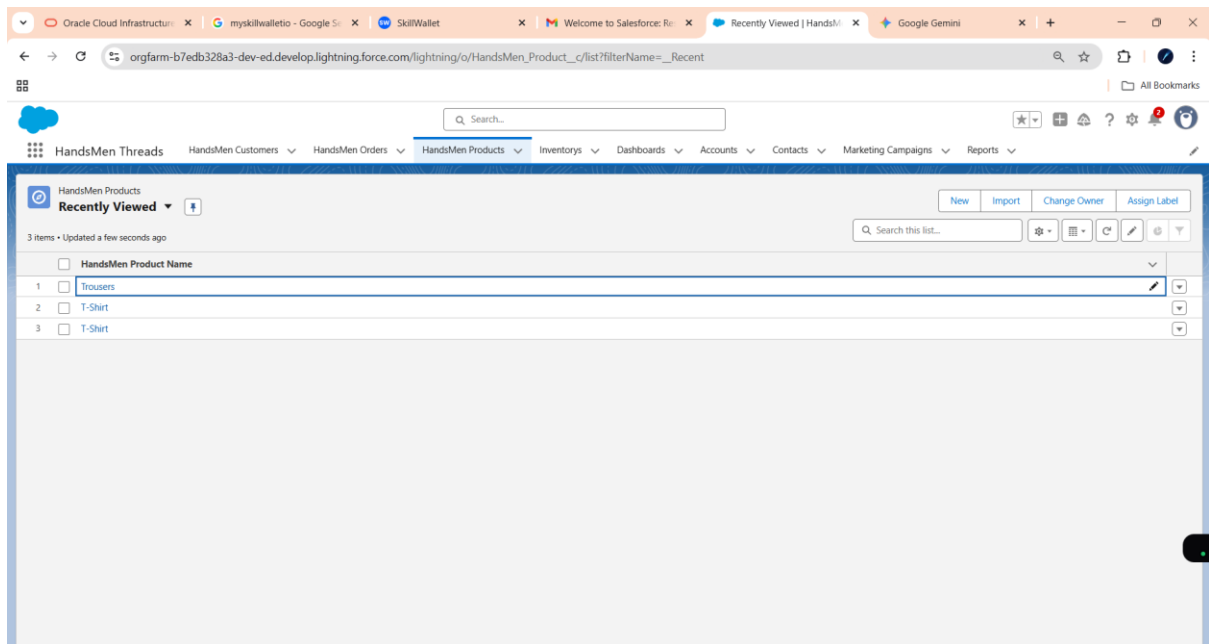 Oracle Cloud Infrastructure
myskillwalletio - Google Se
SkillWallet
Welcome to Salesforce: Re
Recently Viewed | HandsM
Google Gemini
orgfarm-b7edb328a3-dev-ed.develop.lightning.force.com/lightning/o/HandsMen_Product__c/list?filterName=__Recent
All Bookmarks
Search...
2
HandsMen Threads
HandsMen Customers
HandsMen Orders
HandsMen Products
Inventorys
Dashboards
Accounts
Contacts
Marketing Campaigns
Reports
HandsMen Products
Recently Viewed
New
Import
Change Owner
Assign Label
3 items • Updated a few seconds ago
Search this list...
HandsMen Product Name
1 Trousers
2 T-Shirt
3 T-Shirt